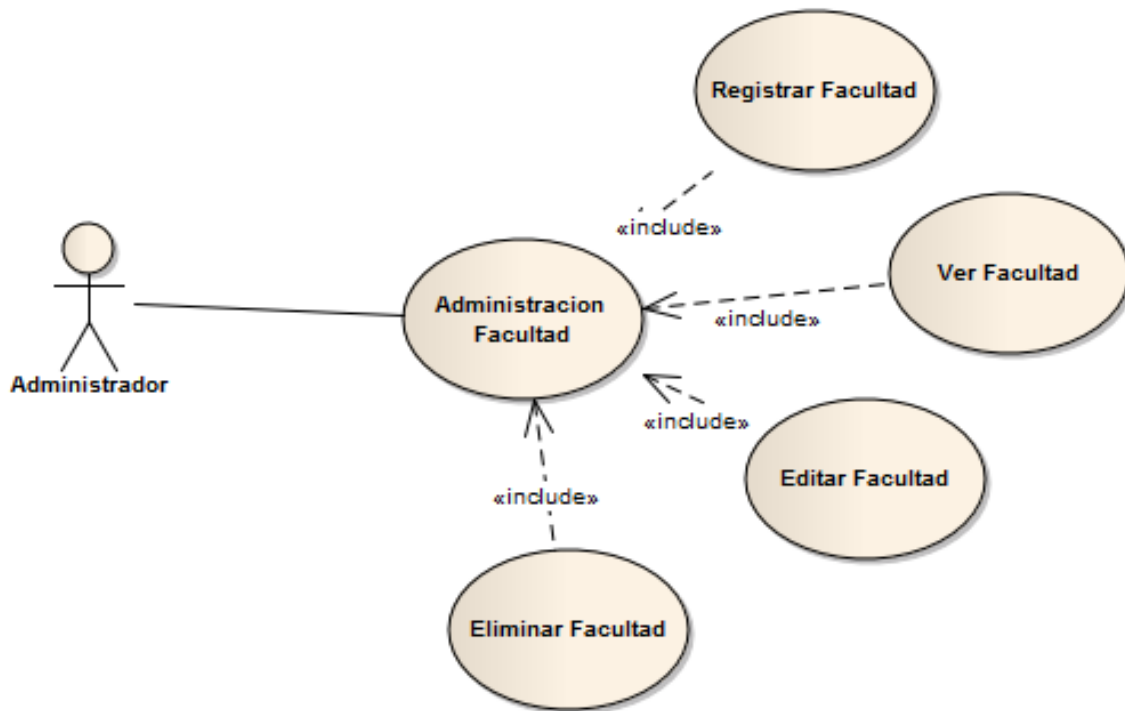 Registrar Facultad
«include»
Ver Facultad
«include»
Administracion
Facultad
Administrador
«include»
Editar Facultad
«include»
Eliminar Facultad